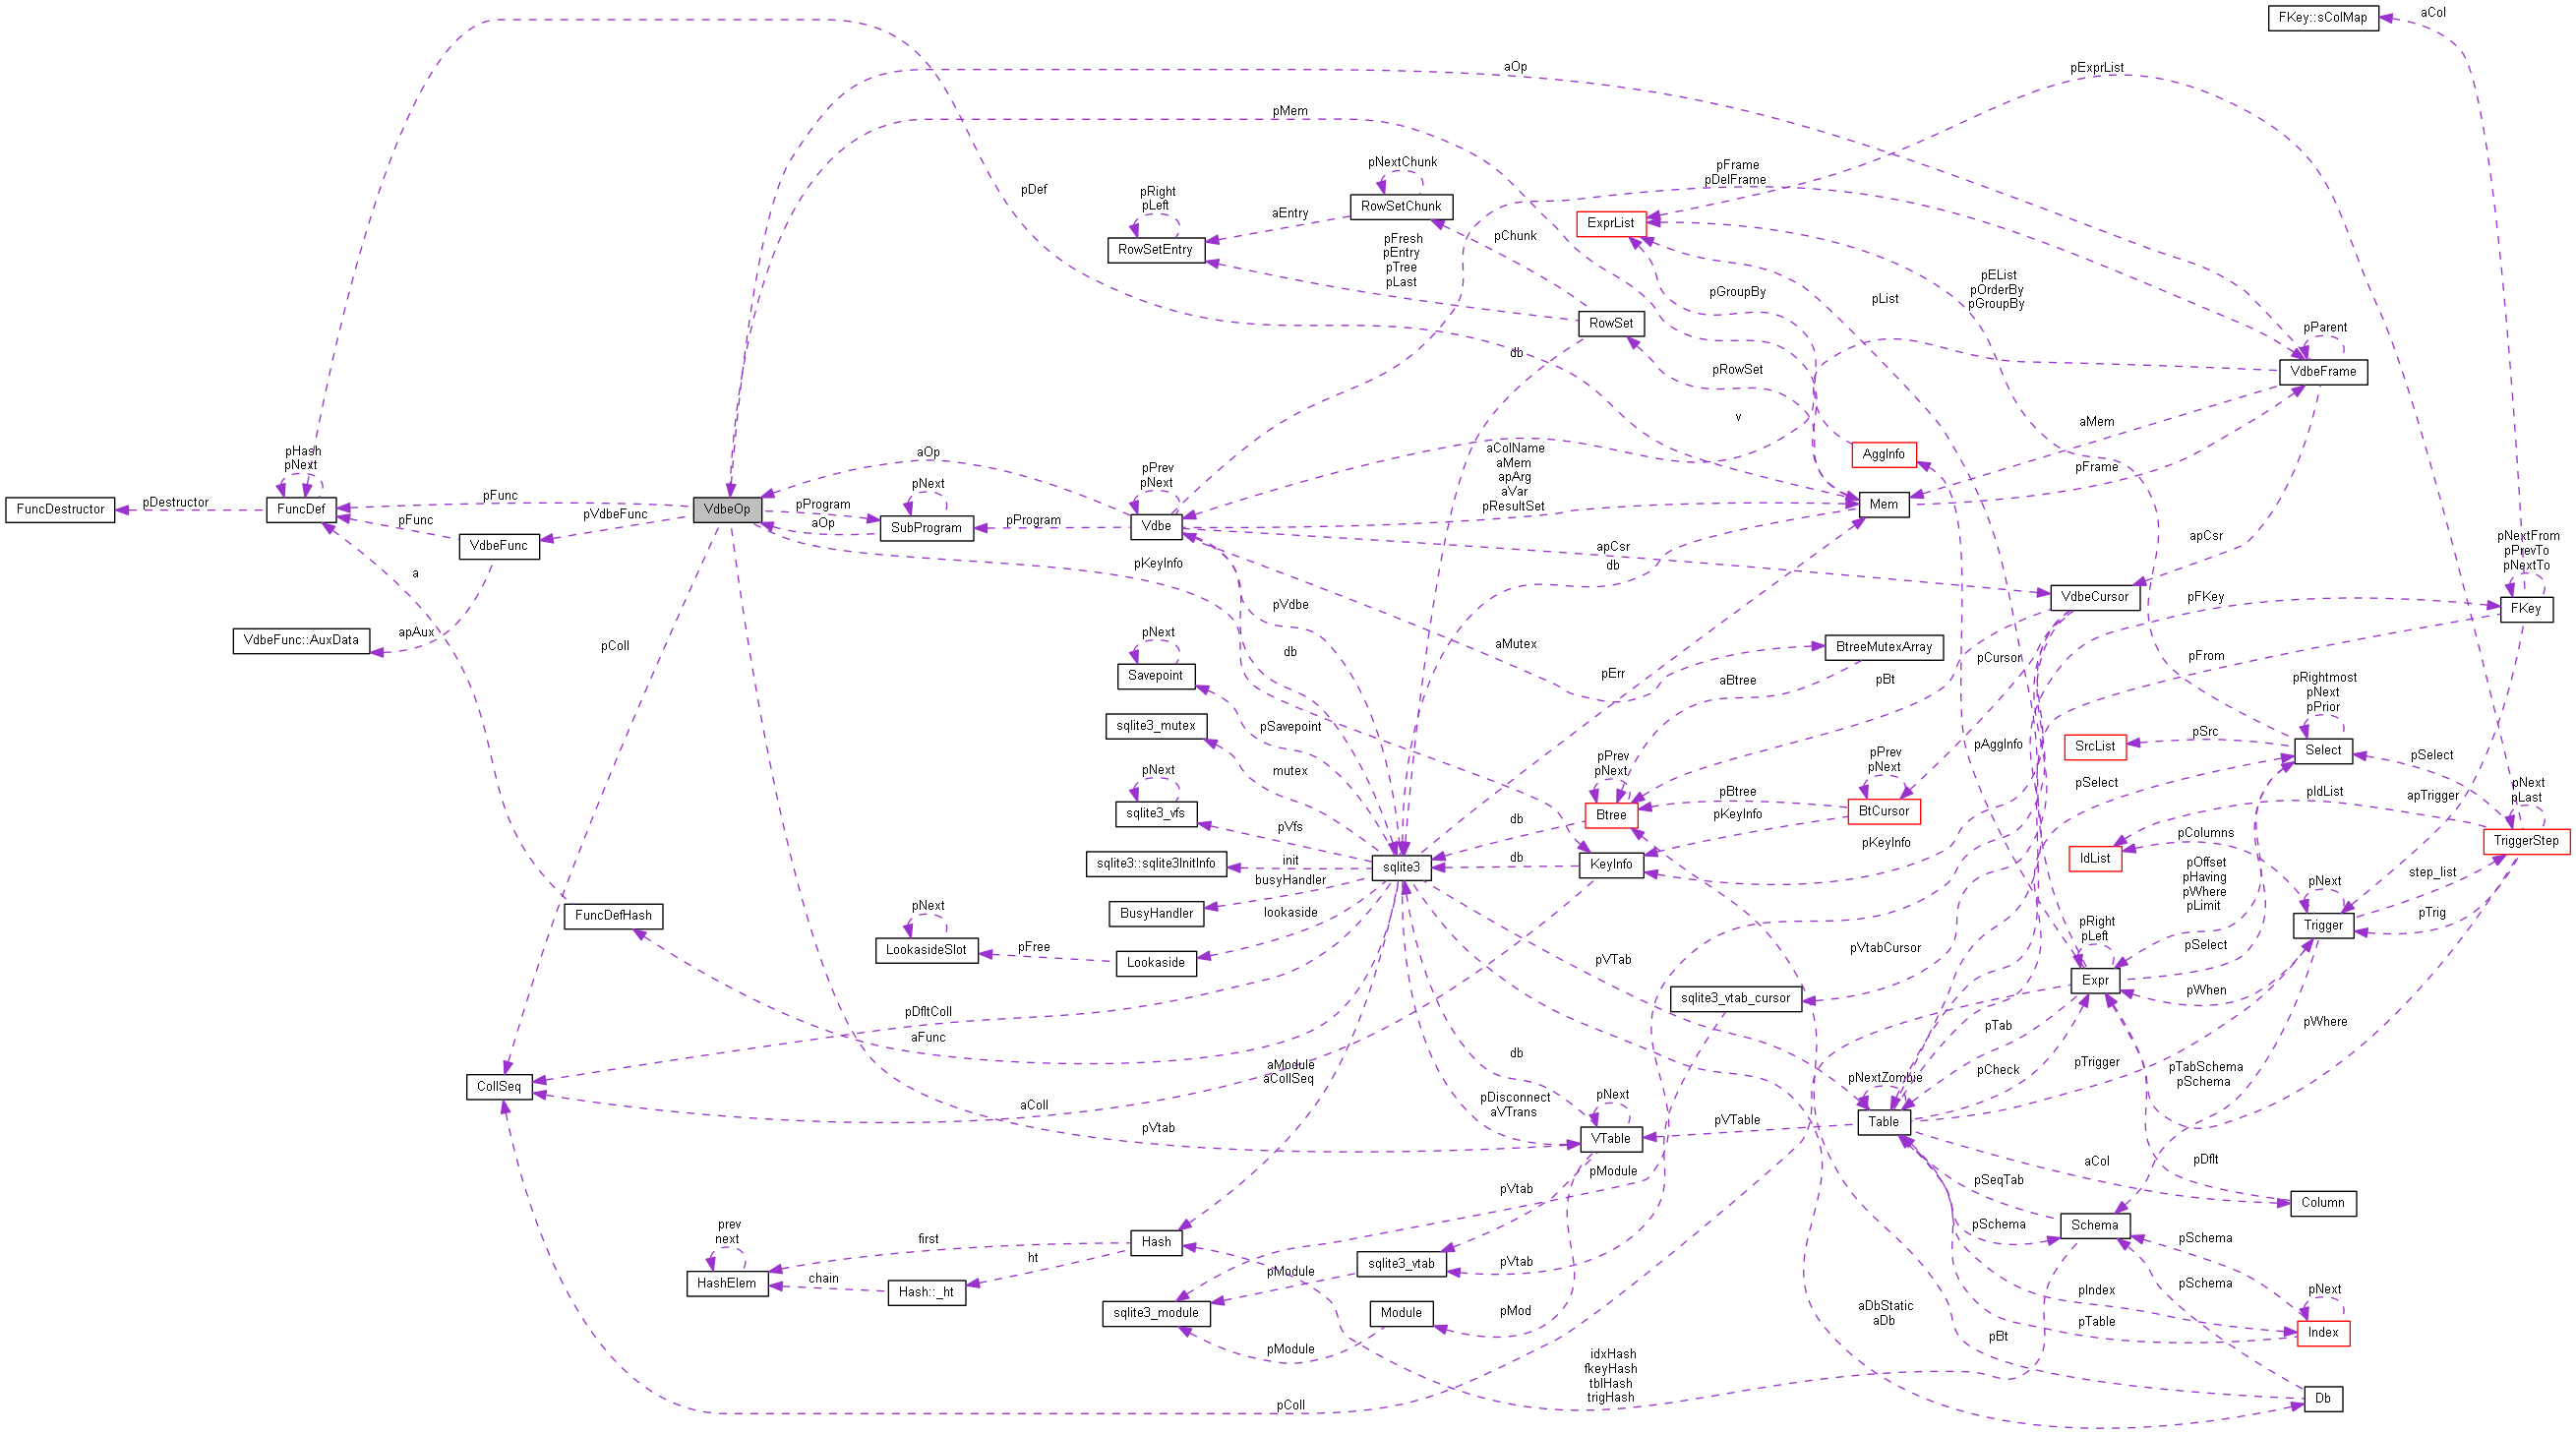 FKey::sColMap
aCol
aOp
pExprList
pMem
pNextChunk
pFrame
pDelFrame
pDef
pRight
pLeft
RowSetChunk
aEntry
ExprList
RowSetEntry
pFresh
pEntry
pTree
pLast
pChunk
pGroupBy
pList
pEList
pOrderBy
pGroupBy
RowSet
pParent
VdbeFrame
db
pRowSet
v
aMem
aColName
aMem
apArg
aVar
pResultSet
AggInfo
pFrame
aOp
pPrev
pNext
pHash
pNext
FuncDestructor
pDestructor
FuncDef
pFunc
VdbeOp
pProgram
pNext
aOp
SubProgram
pProgram
Vdbe
Mem
pFunc
pVdbeFunc
VdbeFunc
apCsr
db
apCsr
pNextFrom
pPrevTo
pNextTo
FKey
pKeyInfo
a
apAux
VdbeFunc::AuxData
pVdbe
VdbeCursor
pFKey
pColl
db
aMutex
BtreeMutexArray
pNext
Savepoint
pErr
aBtree
pBt
pCursor
pFrom
pRightmost
pNext
pPrior
sqlite3_mutex
pSavepoint
SrcList
pSrc
Select
mutex
pPrev
pNext
pPrev
pNext
pAggInfo
pSelect
pSelect
pNext
sqlite3_vfs
pVfs
Btree
pBtree
BtCursor
pIdList
apTrigger
pNext
pLast
TriggerStep
db
pKeyInfo
pColumns
sqlite3::sqlite3InitInfo
init
sqlite3
db
KeyInfo
pKeyInfo
IdList
step_list
busyHandler
BusyHandler
pOffset
pHaving
pWhere
pLimit
pNext
Trigger
pTrig
FuncDefHash
lookaside
pNext
LookasideSlot
pFree
Lookaside
pRight
pLeft
pSelect
pVtabCursor
pVTab
Expr
pWhen
sqlite3_vtab_cursor
pDfltColl
aFunc
pTab
pWhere
db
aModule
aCollSeq
pNextZombie
pCheck
pTrigger
pTabSchema
pSchema
CollSeq
pDisconnect
aVTrans
pNext
aColl
pVtab
VTable
pVTable
Table
aCol
pDflt
pModule
pVtab
pSeqTab
Column
prev
next
first
Hash
pSchema
Schema
pSchema
HashElem
chain
ht
Hash::_ht
pModule
sqlite3_vtab
pVtab
pSchema
pIndex
pNext
sqlite3_module
Module
pMod
aDbStatic
aDb
pTable
Index
pModule
pBt
idxHash
fkeyHash
tblHash
trigHash
pColl
Db